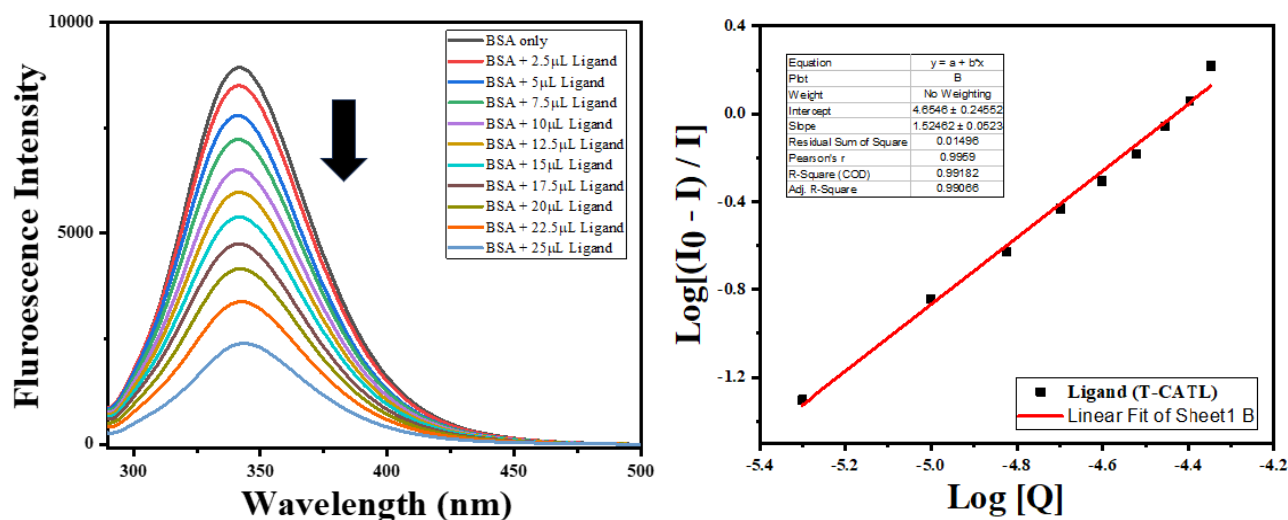 10000
5000
0
300
350
400
450
500
Fluroescence Intensity
Wavelength (nm)
BSA only
BSA + 2.5µL Ligand
BSA + 5µL Ligand
BSA + 7.5µL Ligand
BSA + 10µL Ligand
BSA + 12.5µL Ligand
BSA + 15µL Ligand
BSA + 17.5µL Ligand
BSA + 20µL Ligand
BSA + 22.5µL Ligand
BSA + 25µL Ligand
0.4
0.0
-0.4
-0.8
-1.2
-5.4
-5.2
-5.0
-4.8
-4.6
-4.4
-4.2
Log[(I0 - I) / I]
Log [Q]
Equation y = a + b*x
Plot B
Weight No Weighting
Intercept 4.6546 ± 0.24552
Slope 1.52462 ± 0.0523
Residual Sum of Square 0.01496
Pearson's r 0.9959
R-Square (COD) 0.99182
Adj. R-Square 0.99066
Ligand (T-CATL)
Linear Fit of Sheet1 B